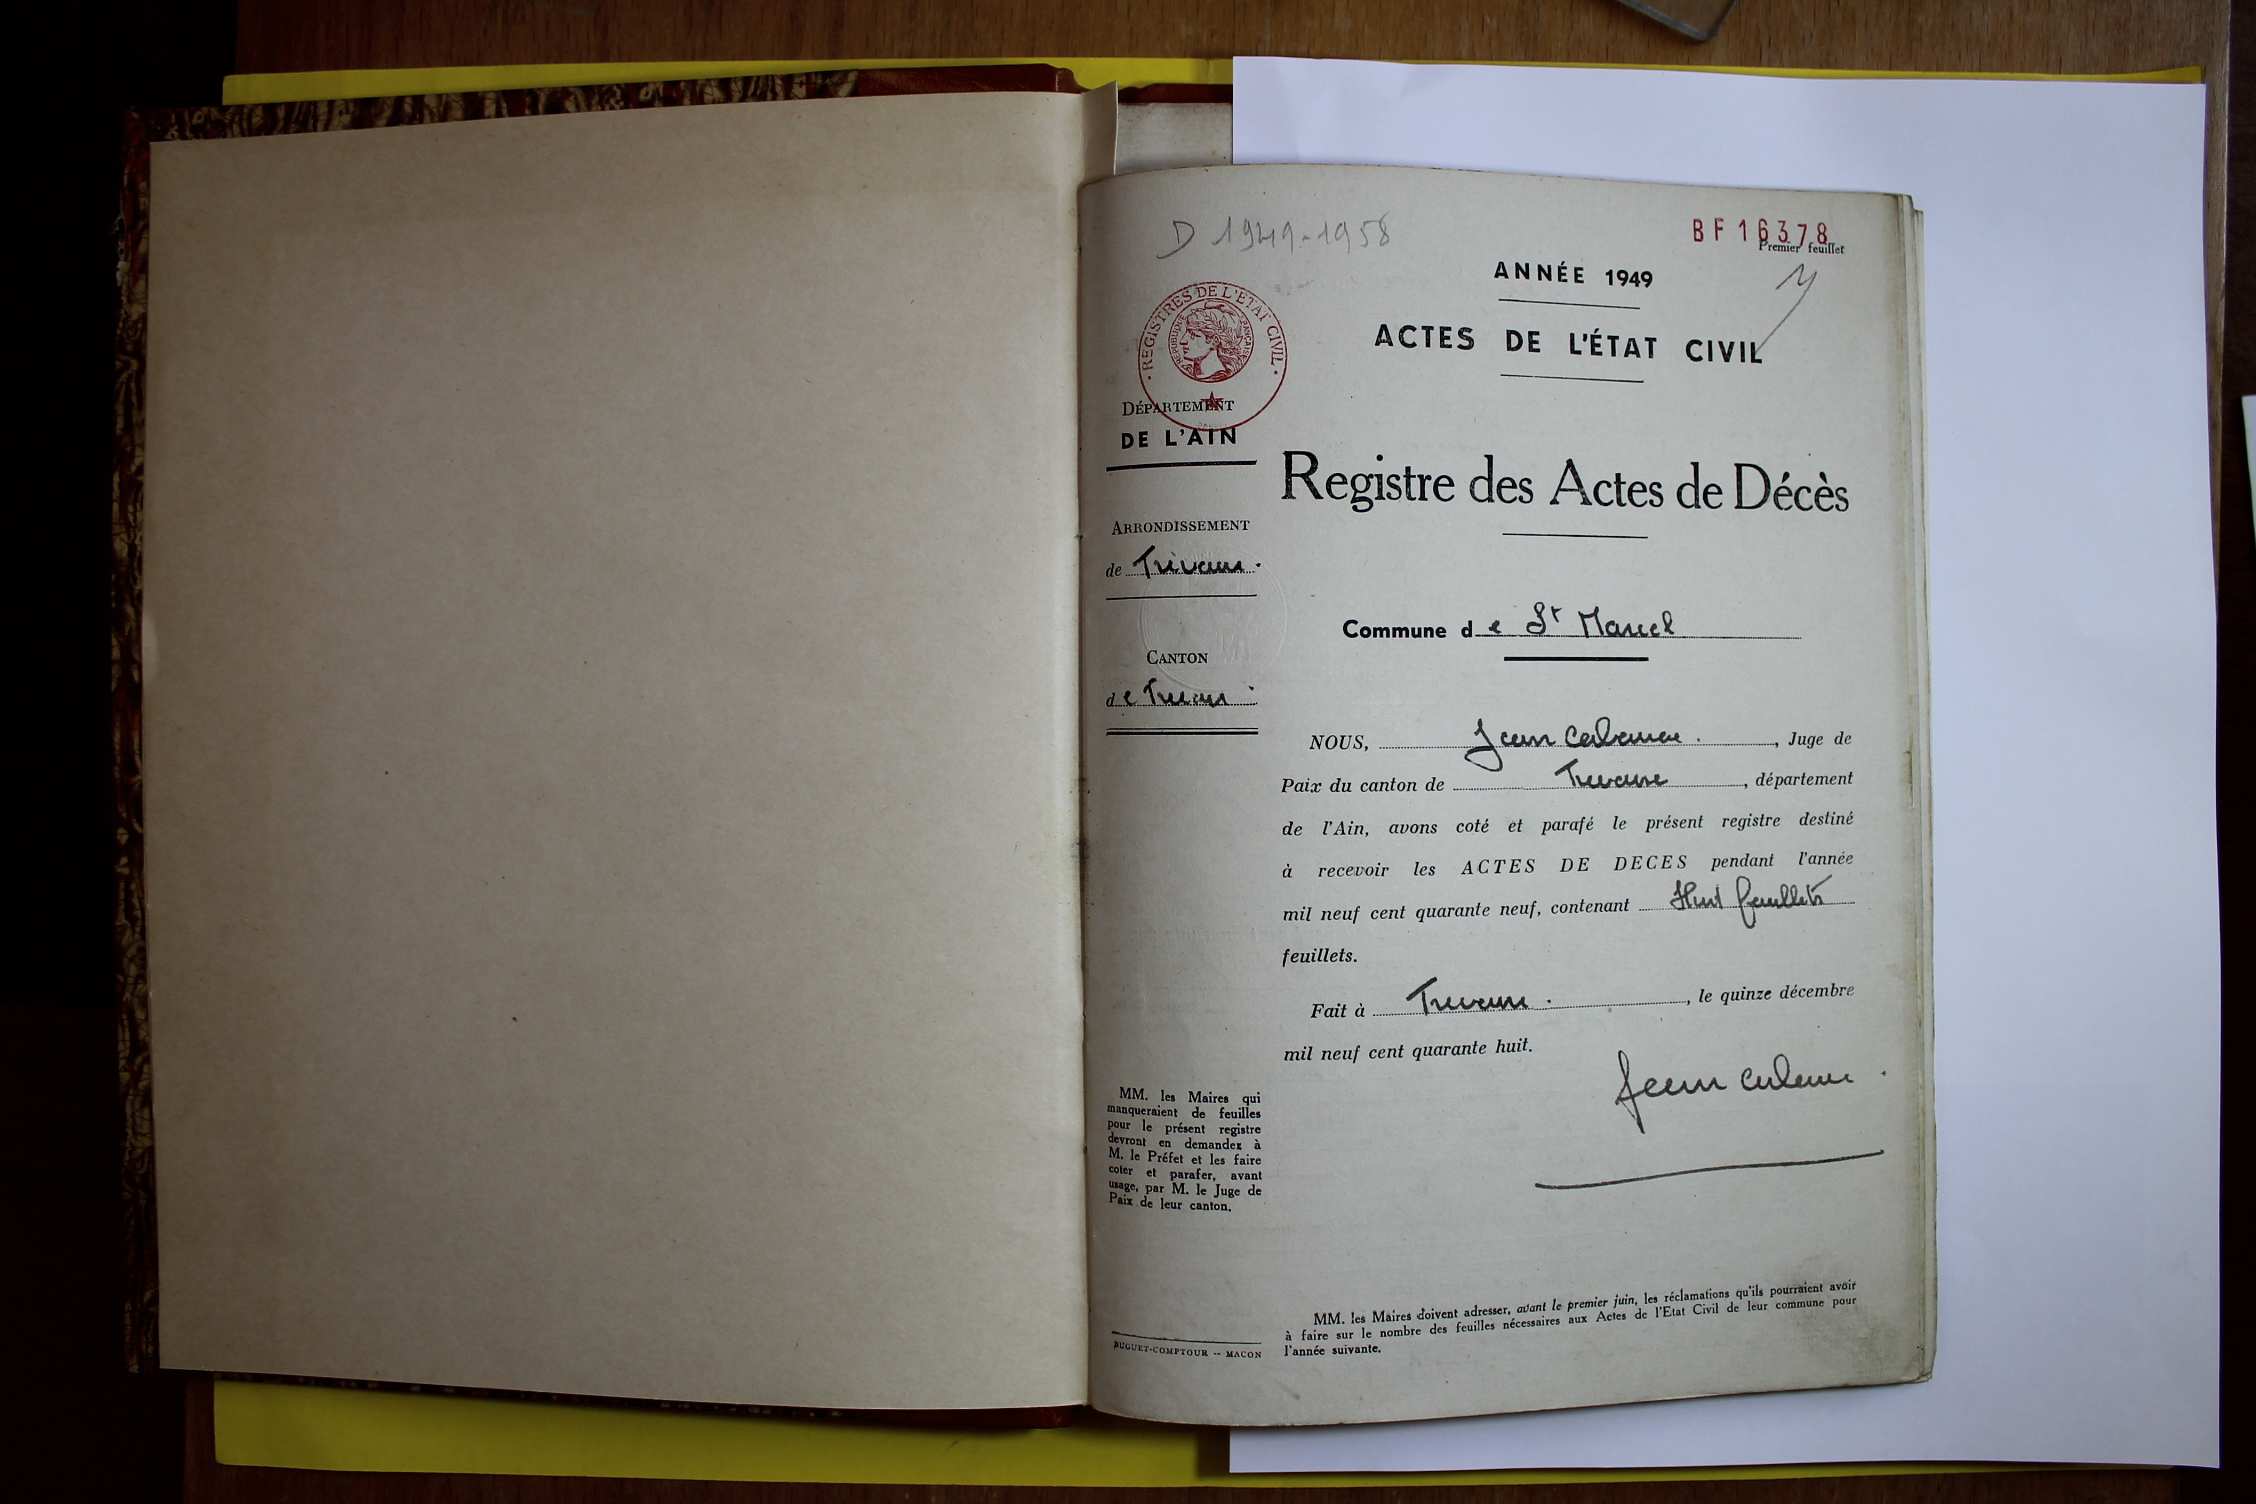 D 1949-1958
BF16378
Premier feuillet
ANNÉE 1949
ACTES DE L'ÉTAT CIVIL
REGISTRES DE L'ETAT CIVIL
REPUBLIQUE FRANÇAISE
DÉPARTEMENT
DE L'AIN
Registre des Actes de Décès
ARRONDISSEMENT
de Trévoux.
Commune de St Marcel
CANTON
de Trévoux
NOUS, Jean, Juge de
Paix du canton de Trévoux, département
de l'Ain, avons coté et parafé le présent registre destiné
à recevoir les ACTES DE DECES pendant l'année
mil neuf cent quarante neuf, contenant Huit feuillets
feuillets.
Fait à Trévoux., le quinze décembre
mil neuf cent quarante huit.
Jean
MM. les Maires qui
manqueraient de feuilles
pour le présent registre
devront en demander à
M. le Préfet et les faire
coter et parafer, avant
usage, par M. le Juge de
Paix de leur canton.
BUGUET-COMPTOUR -- MACON
MM. les Maires doivent adresser, avant le premier juin, les réclamations qu'ils pourraient avoir
à faire sur le nombre des feuilles nécessaires aux Actes de l'Etat Civil de leur commune pour
l'année suivante.